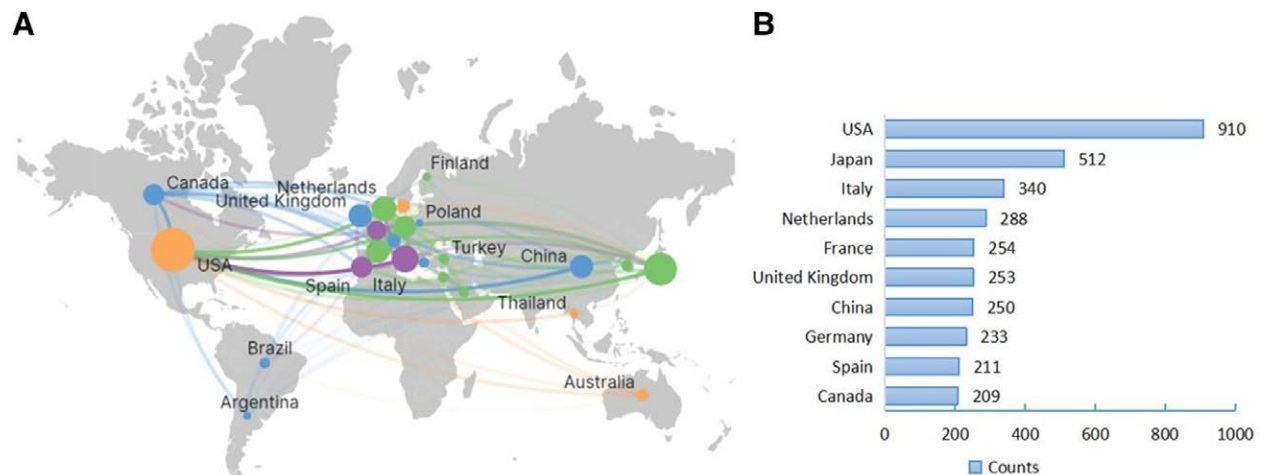 A
Finland
Canada
Netherlands
United Kingdom
Poland
Turkey
USA
China
Spain
Italy
Thailand
Brazil
Australia
Argentina
B
USA 910
Japan 512
Italy 340
Netherlands 288
France 254
United Kingdom 253
China 250
Germany 233
Spain 211
Canada 209
0 200 400 600 800 1000
Counts